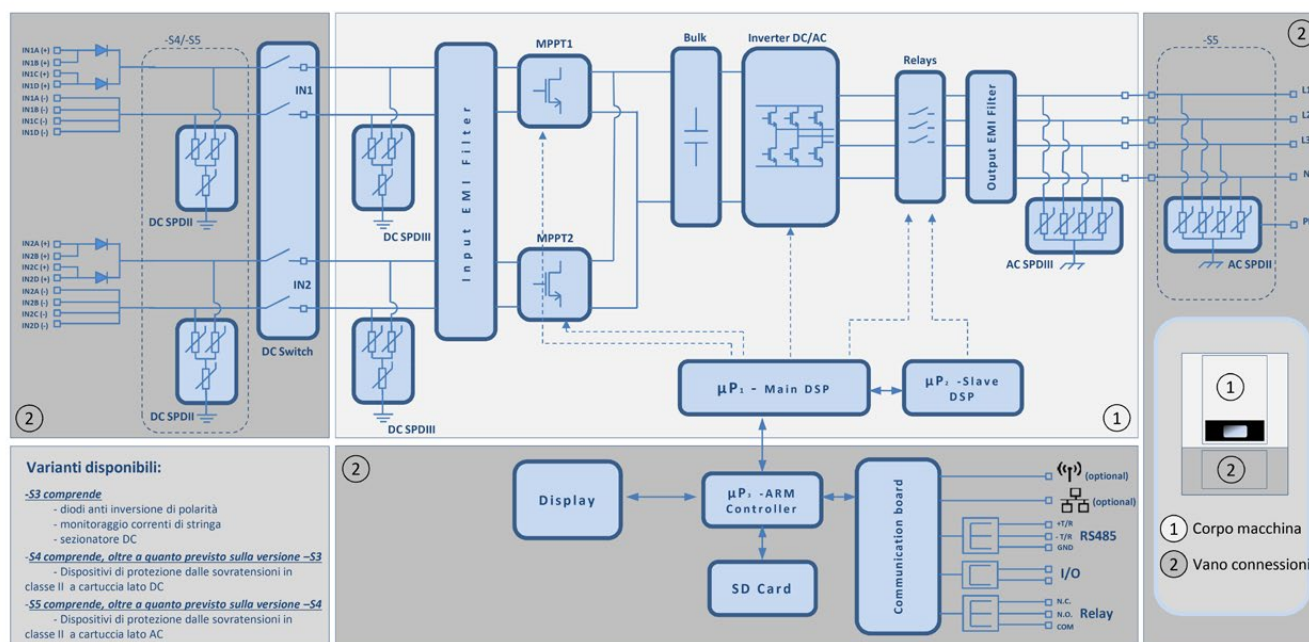 -S4/-S5
IN1A (+)
IN1B (+)
IN1C (+)
IN1D (+)
IN1A (-)
IN1B (-)
IN1C (-)
IN1D (-)
IN1
DC SPDII
IN2A (+)
IN2B (+)
IN2C (+)
IN2D (+)
IN2A (-)
IN2B (-)
IN2C (-)
IN2D (-)
IN2
DC SPDII
DC Switch
2
DC SPDIII
DC SPDIII
Input EMI Filter
MPPT1
MPPT2
Bulk
Inverter DC/AC
Relays
Output EMI Filter
AC SPDIII
µP1 - Main DSP
µP2 -Slave
DSP
1
2
-S5
L1
L2
L3
N
AC SPDII
Varianti disponibili:
-S3 comprende
- diodi anti inversione di polarità
- monitoraggio correnti di stringa
- sezionatore DC
-S4 comprende, oltre a quanto previsto sulla versione –S3
- Dispositivi di protezione dalle sovratensioni in
classe II a cartuccia lato DC
-S5 comprende, oltre a quanto previsto sulla versione –S4
- Dispositivi di protezione dalle sovratensioni in
classe II a cartuccia lato AC
2
Display
µP3 -ARM
Controller
SD Card
Communication board
(optional)
(optional)
+T/R
- T/R
GND
RS485
I/O
N.C.
N.O.
COM
Relay
1
2
1 Corpo macchina
2 Vano connessioni